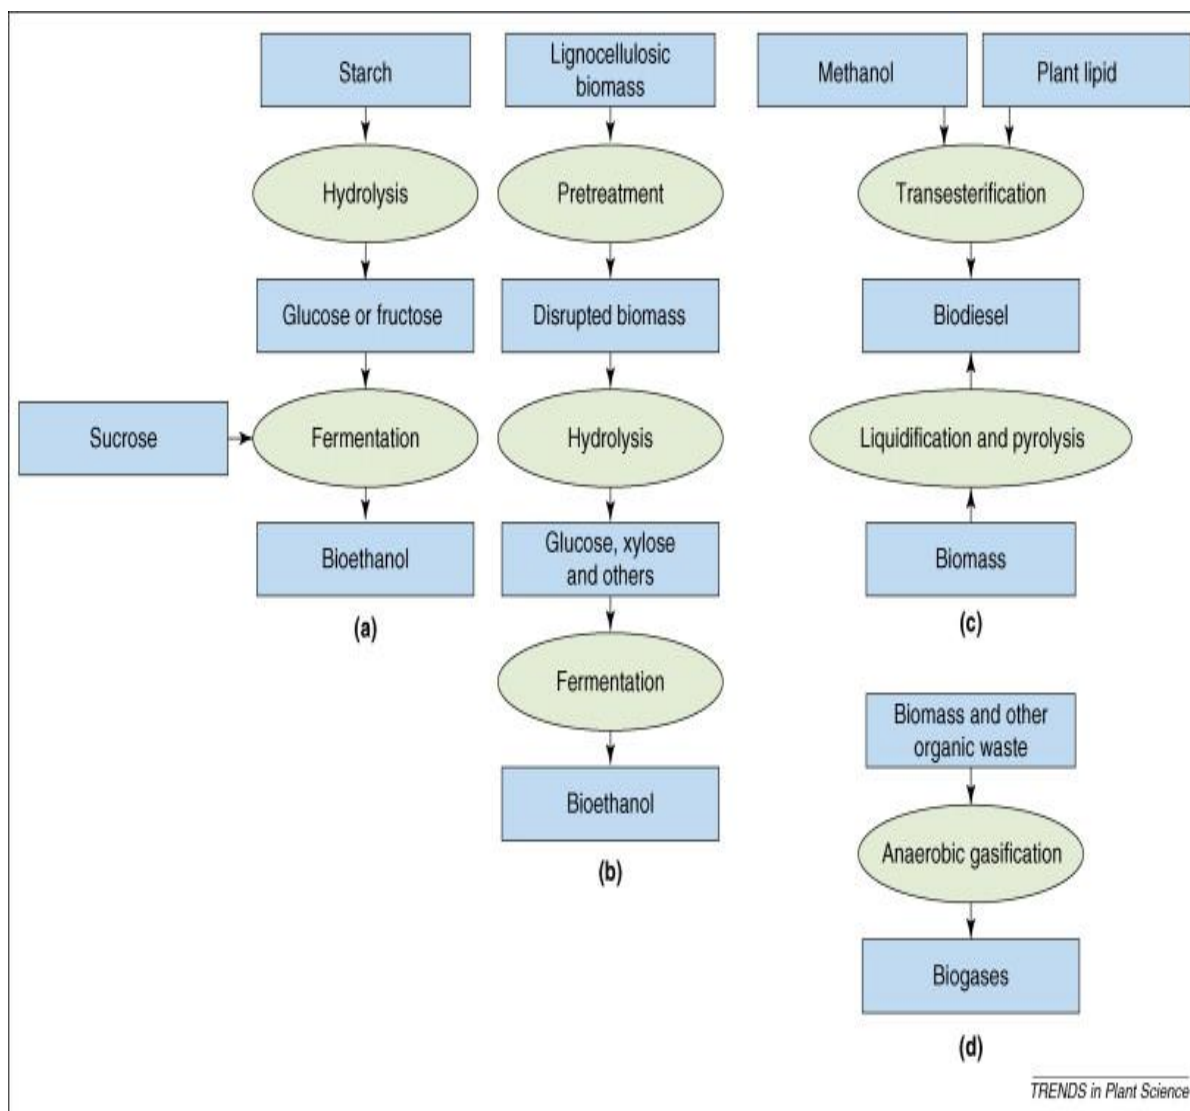 Starch
Hydrolysis
Glucose or fructose
Sucrose
Fermentation
Bioethanol
(a)
Lignocellulosic
biomass
Pretreatment
Disrupted biomass
Hydrolysis
Glucose, xylose
and others
Fermentation
Bioethanol
(b)
Methanol
Plant lipid
Transesterification
Biodiesel
Liquidification and pyrolysis
Biomass
(c)
Biomass and other
organic waste
Anaerobic gasification
Biogases
(d)
TRENDS in Plant Science